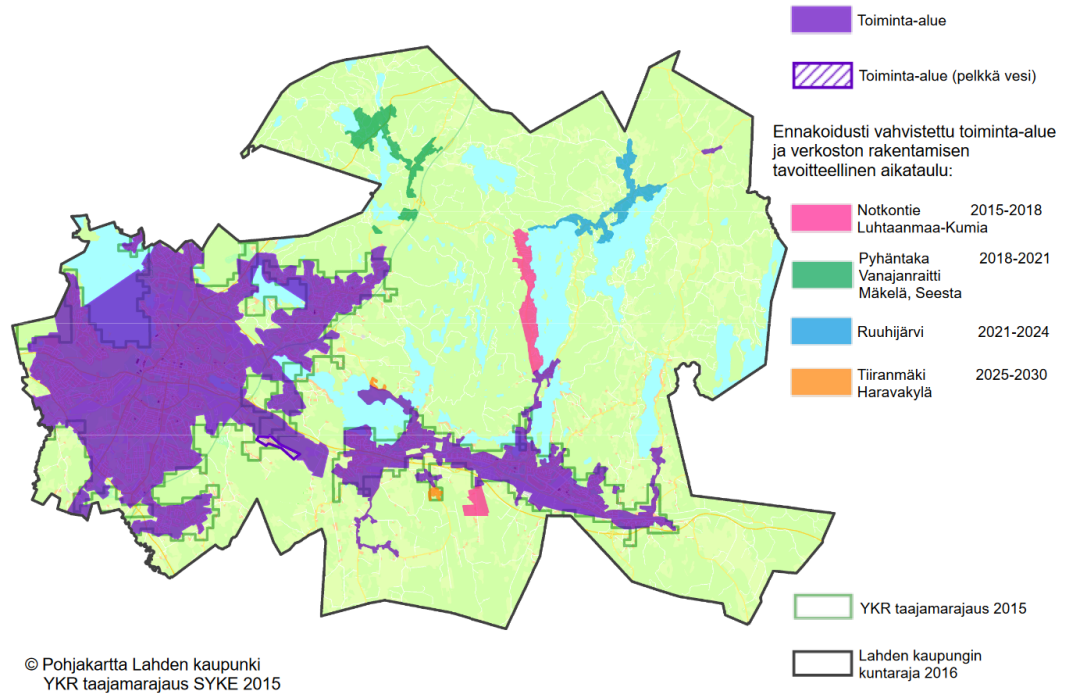 Toiminta-alue
Toiminta-alue (pelkkä vesi)
Ennakoidusti vahvistettu toiminta-alue
ja verkoston rakentamisen
tavoitteellinen aikataulu:
Notkontie 2015-2018
Luhtaanmaa-Kumia
Pyhäntaka 2018-2021
Vanajanraitti
Mäkelä, Seesta
Ruuhijärvi 2021-2024
Tiiranmäki 2025-2030
Haravakylä
YKR taajamarajaus 2015
Lahden kaupungin
kuntaraja 2016
© Pohjakartta Lahden kaupunki
YKR taajamarajaus SYKE 2015